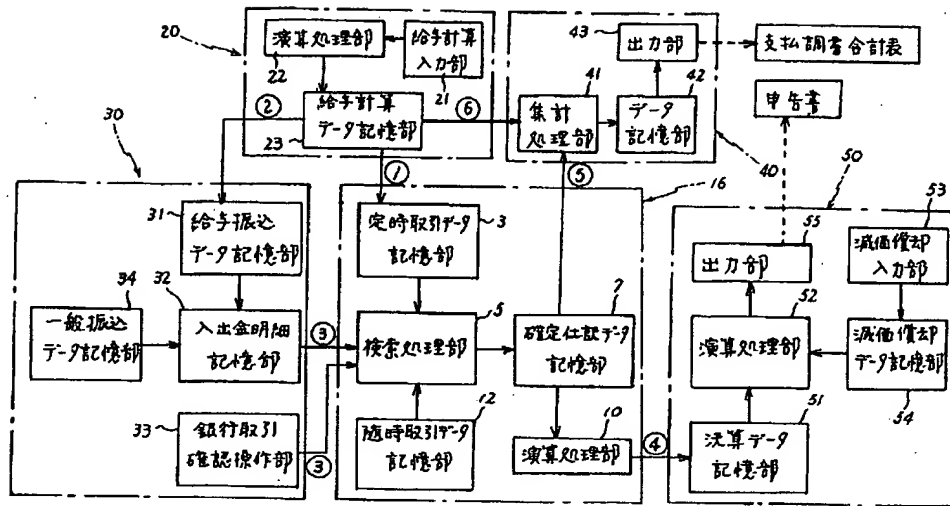 20
演算処理部
22
給与計算
入力部
21
給与計算
データ記憶部
23
②
⑥
①
43
出力部
支払調書合計表
41
集計
処理部
42
データ
記憶部
申告書
40
⑤
30
31
給与振込
データ記憶部
34
一般振込
データ記憶部
32
入出金明細
記憶部
③
33
銀行取引
確認操作部
③
16
定時取引データ
記憶部
3
5
検索処理部
7
確定仕訳データ
記憶部
12
随時取引データ
記憶部
10
演算処理部
④
50
53
減価償却
入力部
55
出力部
52
演算処理部
減価償却
データ記憶部
54
51
決算データ
記憶部